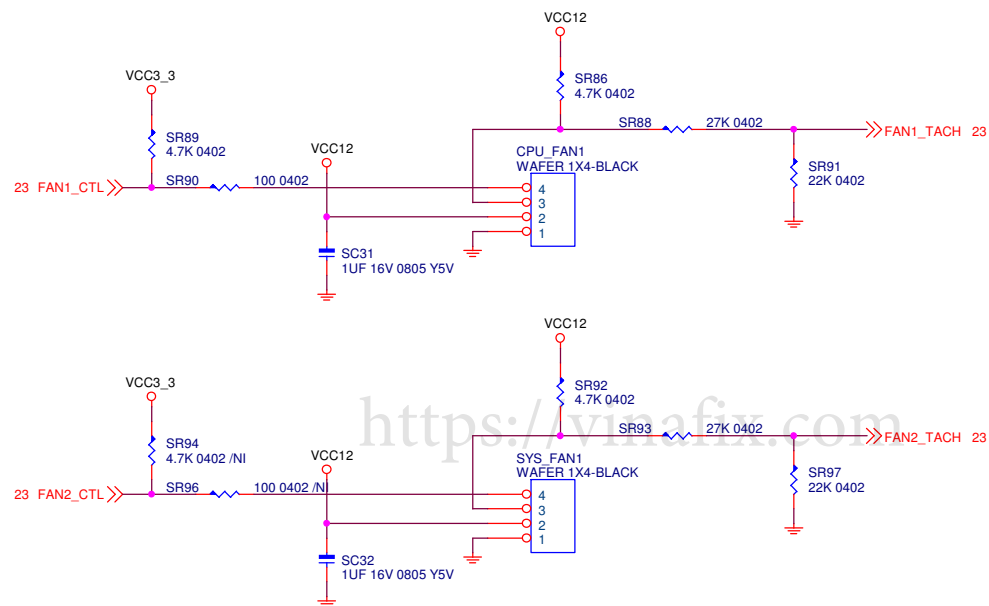 VCC12
SR86
4.7K 0402
VCC3_3
SR89
4.7K 0402
SR88 27K 0402
FAN1_TACH 23
VCC12
CPU_FAN1
WAFER 1X4-BLACK
SR91
22K 0402
23 FAN1_CTL
SR90 100 0402
4
3
2
1
SC31
1UF 16V 0805 Y5V
VCC12
SR92
4.7K 0402
VCC3_3
https://vinafix.com
SR94
4.7K 0402 /NI
SR93 27K 0402
FAN2_TACH 23
VCC12
SYS_FAN1
WAFER 1X4-BLACK
SR97
22K 0402
23 FAN2_CTL
SR96 100 0402 /NI
4
3
2
1
SC32
1UF 16V 0805 Y5V